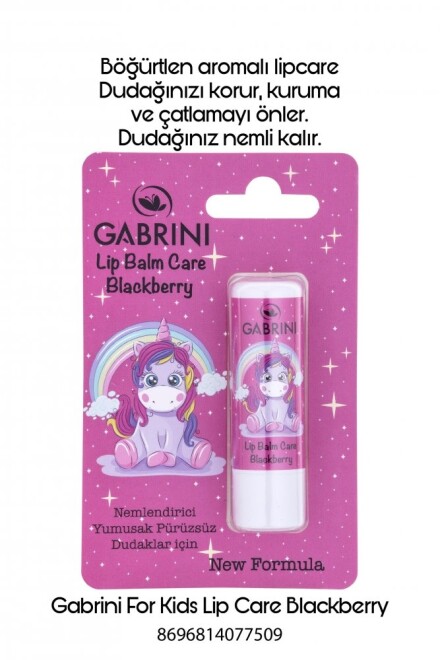 Böğürtlen aromalı lipcare
Dudağınızı korur, kuruma
ve çatlamayı önler.
Dudağınız nemli kalır.
GABRINI
Lip Balm Care
Blackberry
GABRINI
Lip Balm Care
Blackberry
Nemlendirici
Yumusak Pürüzsüz
Dudaklar için
New Formula
Gabrini For Kids Lip Care Blackberry
8696814077509